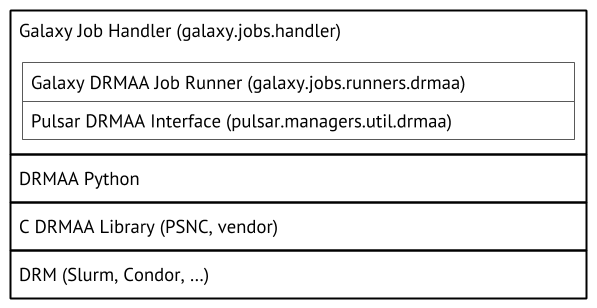 Galaxy Job Handler (galaxy.jobs.handler)
Galaxy DRMAA Job Runner (galaxy.jobs.runners.drmaa)
Pulsar DRMAA Interface (pulsar.managers.util.drmaa)
DRMAA Python
C DRMAA Library (PSNC, vendor)
DRM (Slurm, Condor, ...)